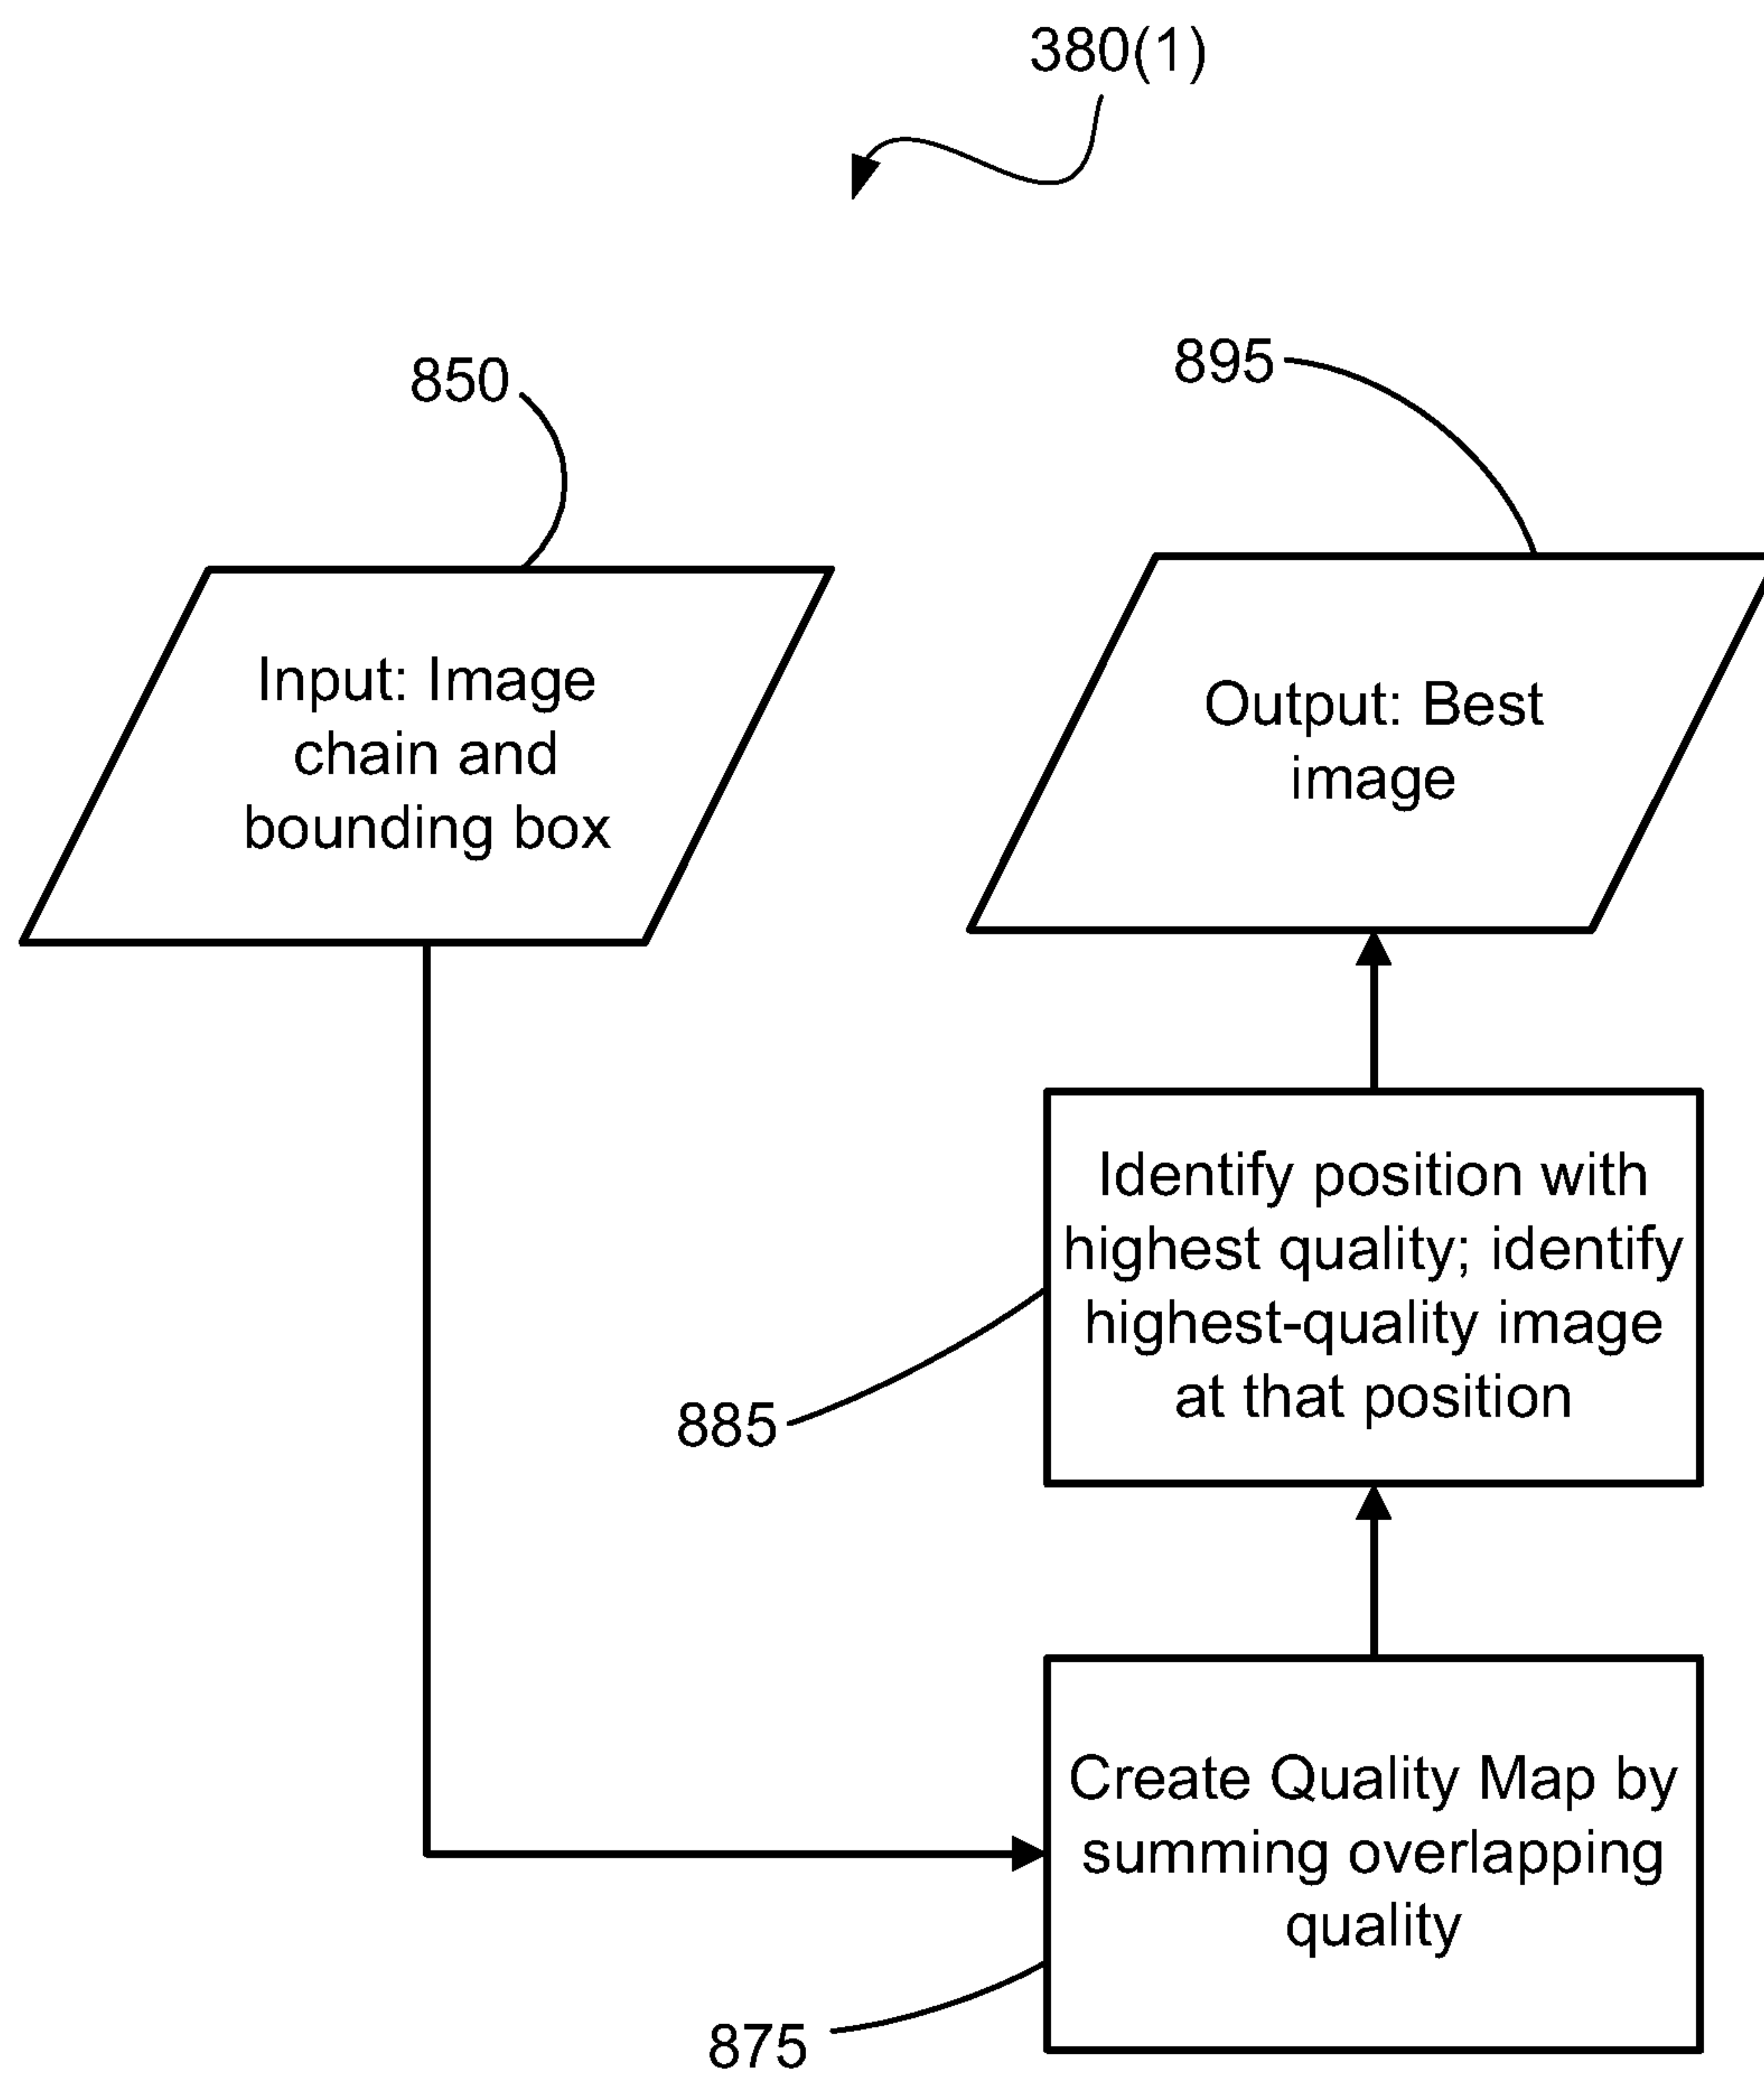 380(1)
850
895
Input: Image
chain and
bounding box
Output: Best
image
Identify position with
highest quality; identify
highest-quality image
at that position
885
Create Quality Map by
summing overlapping
quality
875